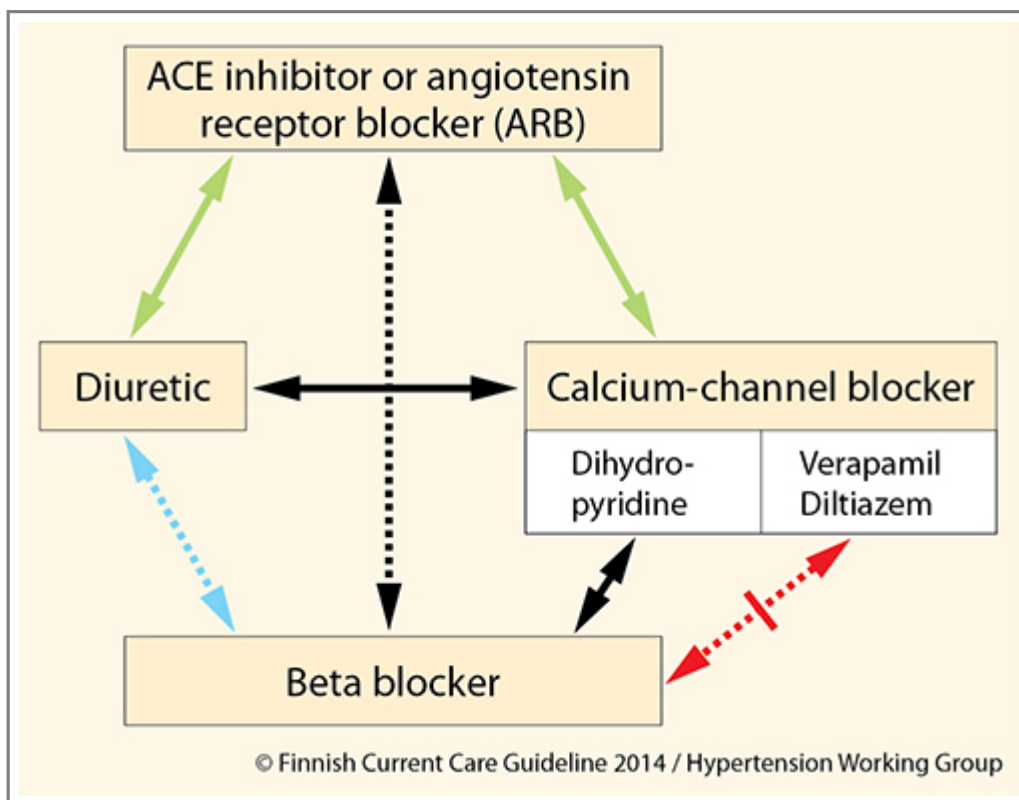 ACE inhibitor or angiotensin
receptor blocker (ARB)
Diuretic
Calcium-channel blocker
Dihydro-
pyridine
Verapamil
Diltiazem
Beta blocker
© Finnish Current Care Guideline 2014 / Hypertension Working Group